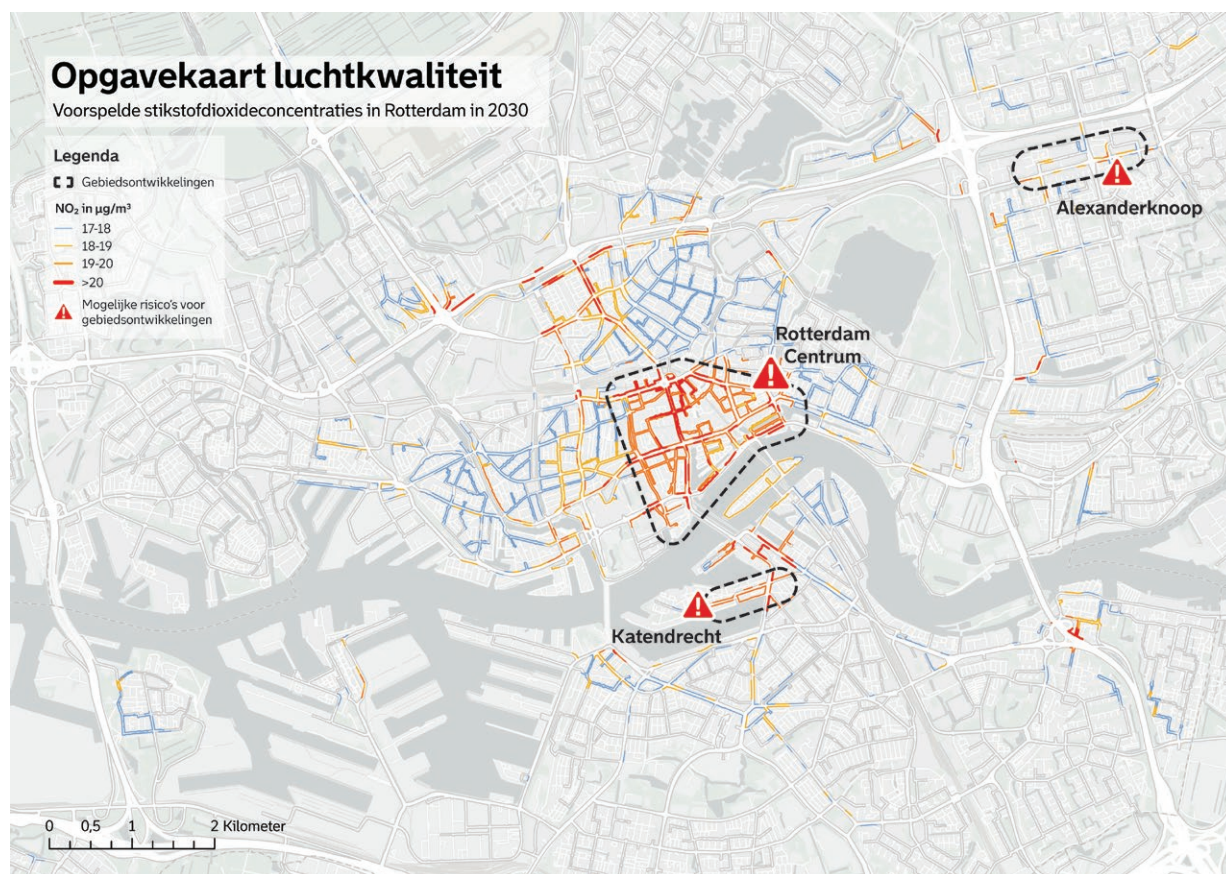 Opgavekaart luchtkwaliteit
Voorspelde stikstofdioxideconcentraties in Rotterdam in 2030
Legenda
Gebiedsontwikkelingen
NO₂ in µg/m³
17-18
18-19
19-20
>20
Mogelijke risico's voor
gebiedsontwikkelingen
Alexanderknoop
Rotterdam
Centrum
Katendrecht
0 0,5 1 2 Kilometer